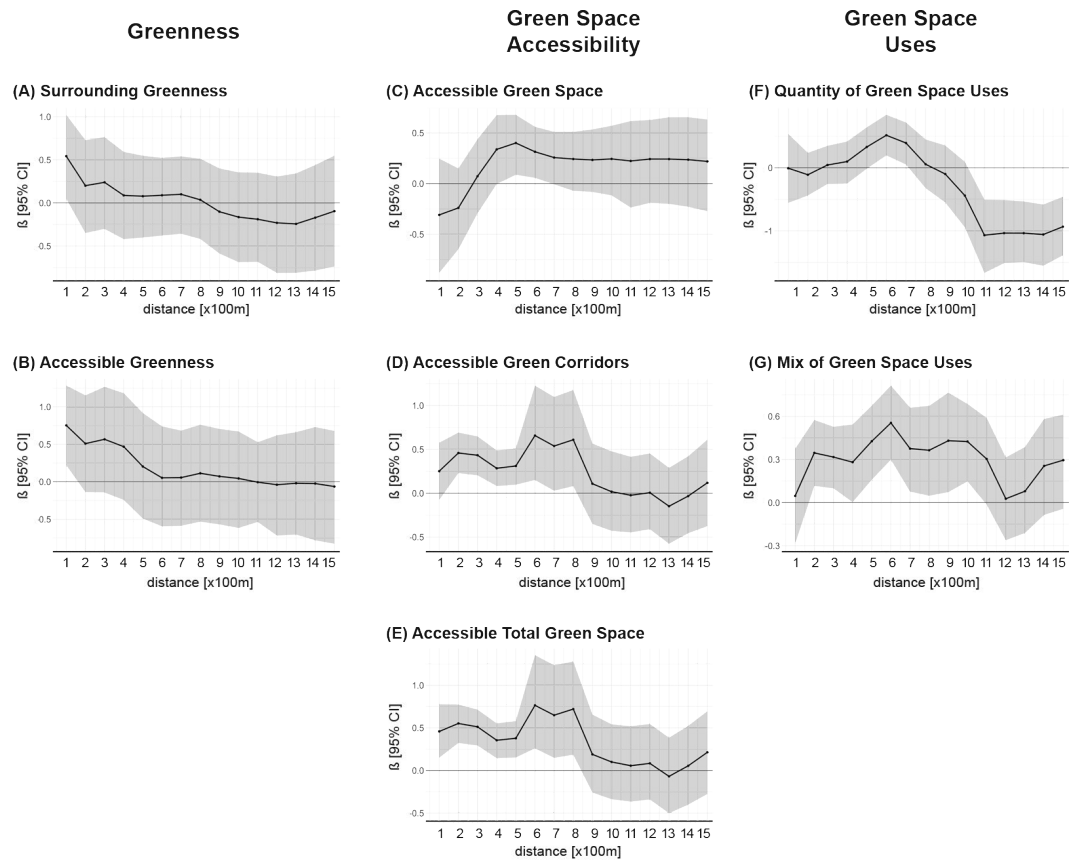 Greenness
Green Space
Accessibility
Green Space
Uses
(A) Surrounding Greenness
1.0
0.5
0.0
0.5
ß [95% CI]
1 2 3 4 5 6 7 8 9 10 11 12 13 14 15
distance [x100m]
(B) Accessible Greenness
1.0
0.5
0.0
-0.5
ß [95% CI]
1 2 3 4 5 6 7 8 9 10 11 12 13 14 15
distance [x100m]
(C) Accessible Green Space
0.5
0.0
-0.5
ß [95% CI]
1 2 3 4 5 6 7 8 9 10 11 12 13 14 15
distance [x100m]
(D) Accessible Green Corridors
1.0
0.5
0.0
-0.5
ß [95% CI]
1 2 3 4 5 6 7 8 9 10 11 12 13 14 15
distance [x100m]
(E) Accessible Total Green Space
1.0
0.5
0.0
-0.5
ß [95% CI]
1 2 3 4 5 6 7 8 9 10 11 12 13 14 15
distance [x100m]
(F) Quantity of Green Space Uses
0
-1
ß [95% CI]
1 2 3 4 5 6 7 8 9 10 11 12 13 14 15
distance [x100m]
(G) Mix of Green Space Uses
0.6
0.3
0.0
-0.3
ß [95% CI]
1 2 3 4 5 6 7 8 9 10 11 12 13 14 15
distance [x100m]